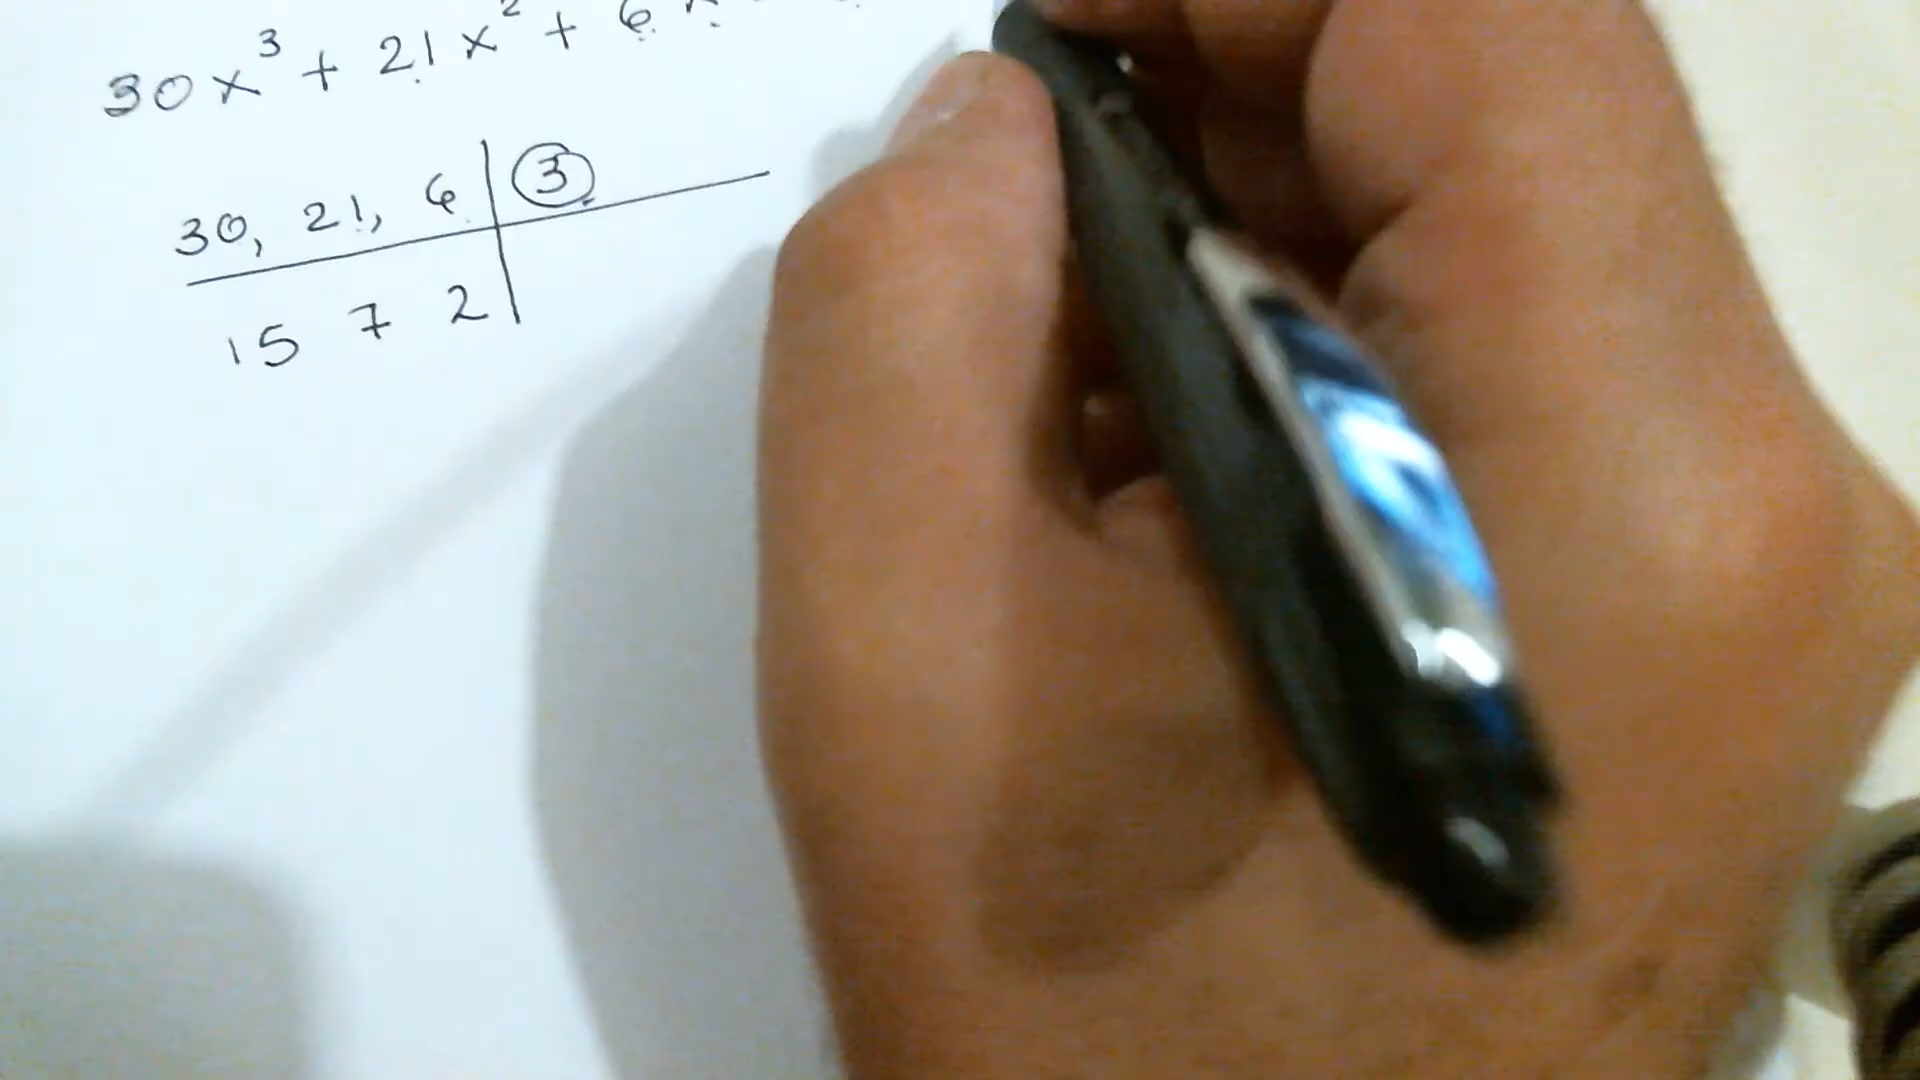 30x³ + 21x² + 6
30, 21, 6 | 3
15 7 2